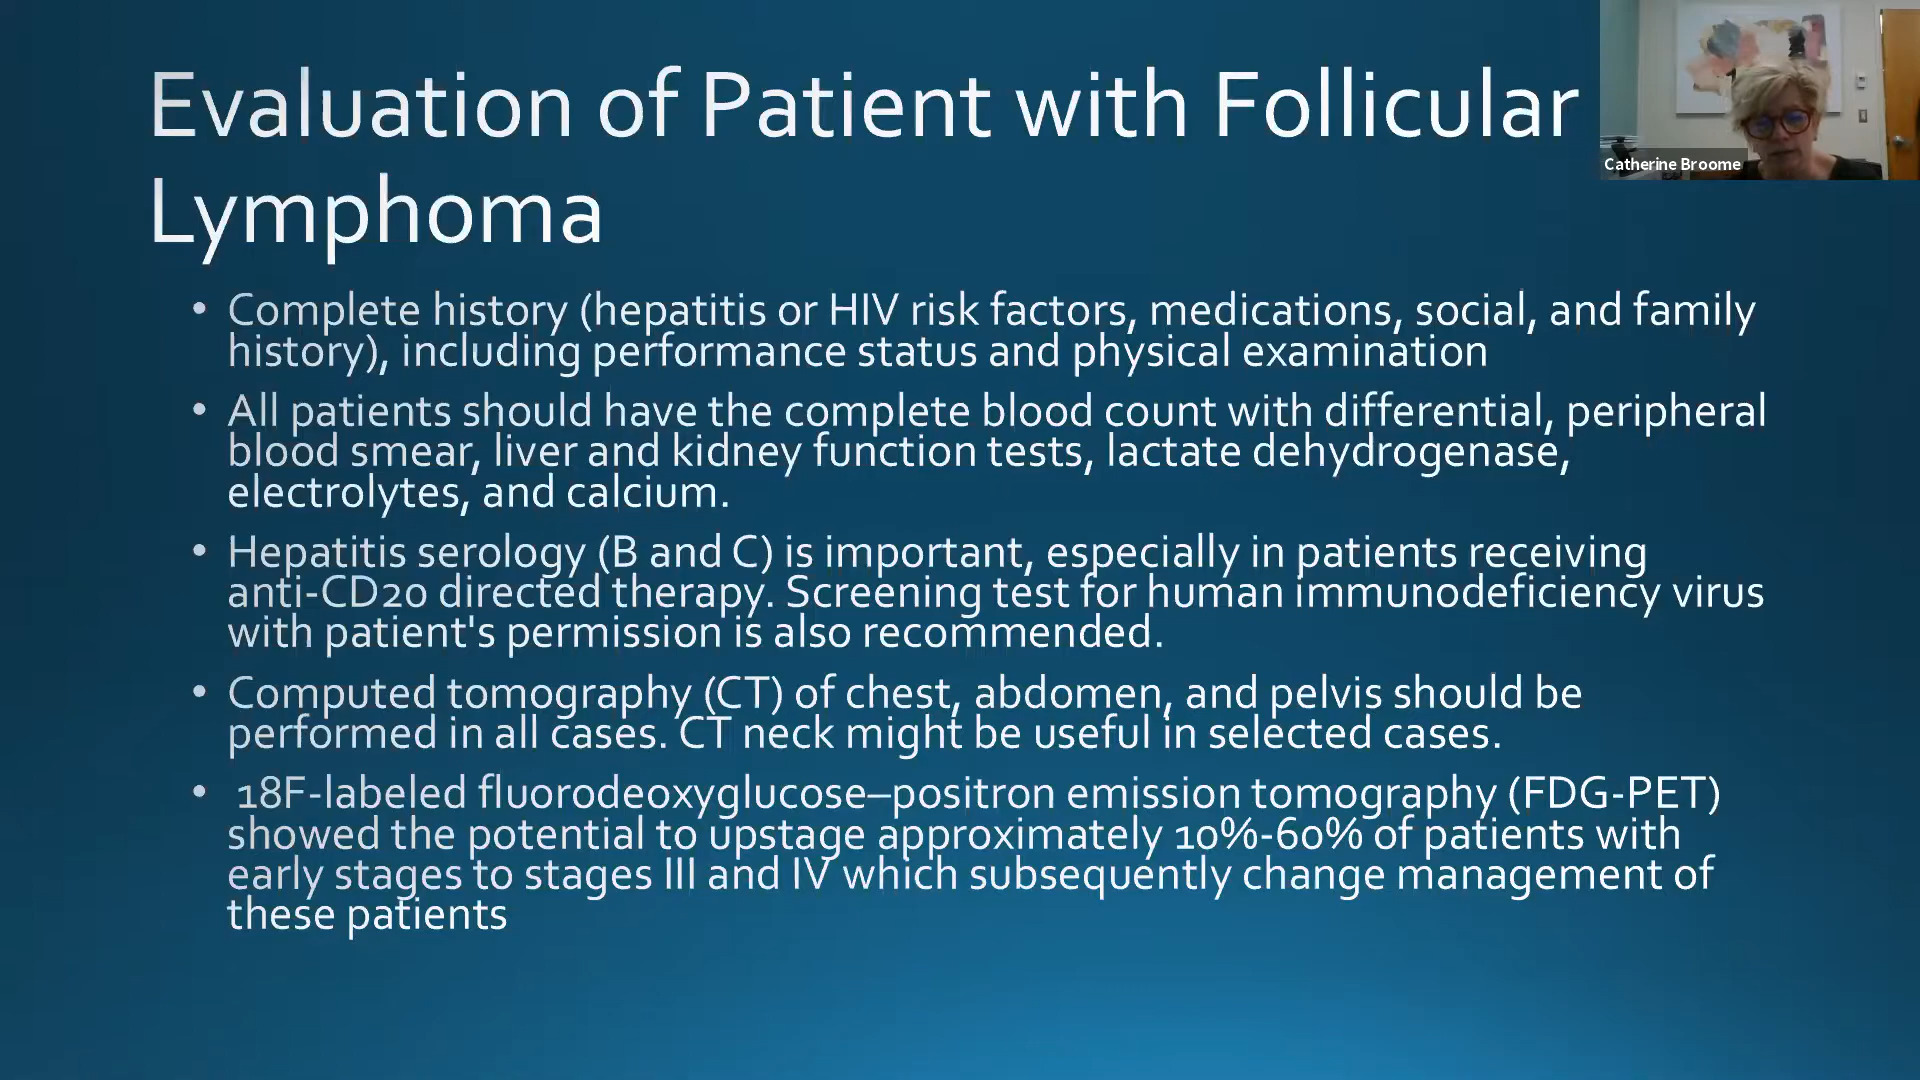 Evaluation of Patient with Follicular
Lymphoma
Catherine Broome
• Complete history (hepatitis or HIV risk factors, medications, social, and family
history), including performance status and physical examination
• All patients should have the complete blood count with differential, peripheral
blood smear, liver and kidney function tests, lactate dehydrogenase,
electrolytes, and calcium.
• Hepatitis serology (B and C) is important, especially in patients receiving
anti-CD20 directed therapy. Screening test for human immunodeficiency virus
with patient's permission is also recommended.
• Computed tomography (CT) of chest, abdomen, and pelvis should be
performed in all cases. CT neck might be useful in selected cases.
• 18F-labeled fluorodeoxyglucose–positron emission tomography (FDG-PET)
showed the potential to upstage approximately 10%-60% of patients with
early stages to stages III and IV which subsequently change management of
these patients